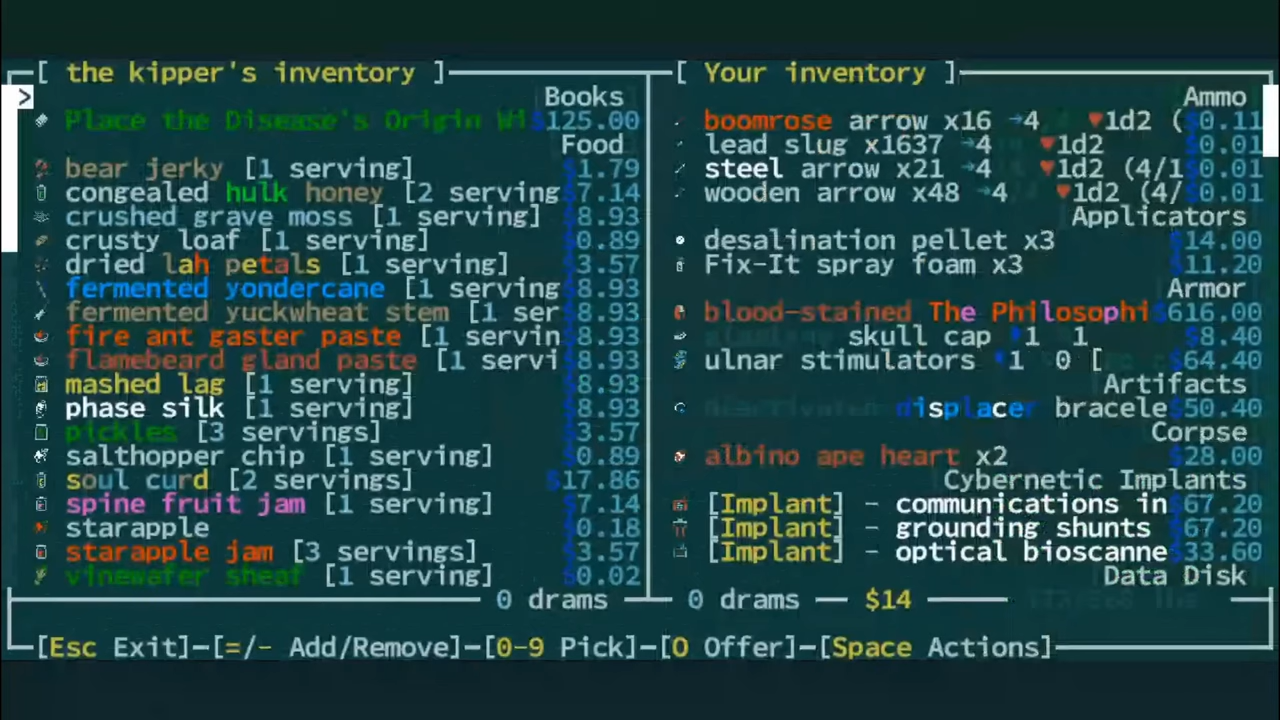 [ the kipper's inventory ]
>
Books
Place the Disease's Origin Wi $125.00
Food
bear jerky [1 serving] $1.79
congealed hulk honey [2 serving $7.14
crushed grave moss [1 serving] $8.93
crusty loaf [1 serving] $0.89
dried lah petals [1 serving] $3.57
fermented yondercane [1 serving $8.93
fermented yuckwheat stem [1 ser $8.93
fire ant gaster paste [1 servin $8.93
flamebeard gland paste [1 servi $8.93
mashed lag [1 serving] $8.93
phase silk [1 serving] $8.93
pickles [3 servings] $3.57
salthopper chip [1 serving] $0.89
soul curd [2 servings] $17.86
spine fruit jam [1 serving] $7.14
starapple $0.18
starapple jam [3 servings] $3.57
vinewafer sheaf [1 serving] $0.02
0 drams
[ Your inventory ]
Ammo
boomrose arrow x16 →4 ♥1d2 ( $0.11
lead slug x1637 →4 ♥1d2 $0.01
steel arrow x21 →4 ♥1d2 (4/1 $0.01
wooden arrow x48 →4 ♥1d2 (4/ $0.01
Applicators
desalination pellet x3 $14.00
Fix-It spray foam x3 $11.20
Armor
blood-stained The Philosophi $616.00
skull cap 1 1 $8.40
ulnar stimulators 1 0 [ $64.40
Artifacts
displacer bracele $50.40
Corpse
albino ape heart x2 $28.00
Cybernetic Implants
[Implant] - communications in $67.20
[Implant] - grounding shunts $67.20
[Implant] - optical bioscanne $33.60
Data Disk
0 drams — $14
[Esc Exit]-[=/- Add/Remove]-[0-9 Pick]-[O Offer]-[Space Actions]